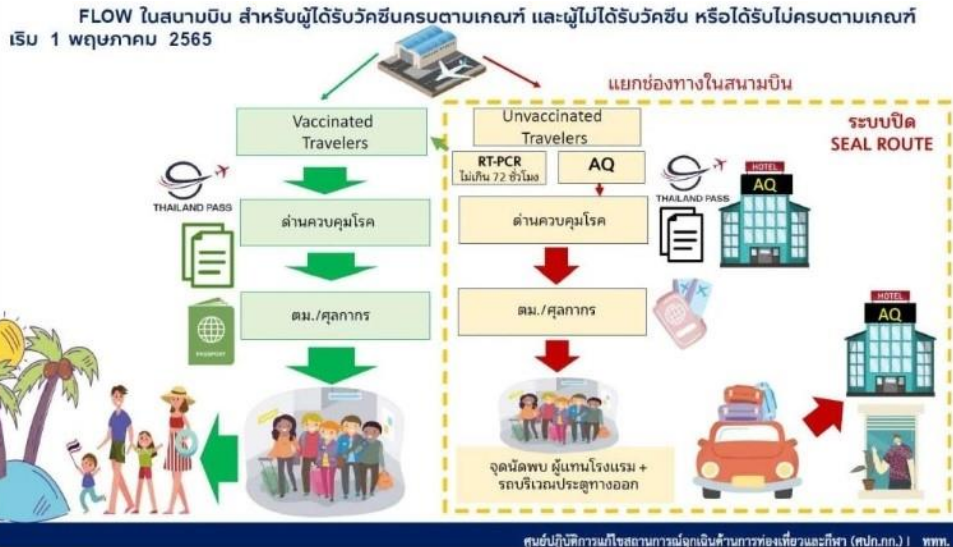 FLOW ในสนามบิน สำหรับผู้ได้รับวัคซีนครบตามเกณฑ์ และผู้ไม่ได้รับวัคซีน หรือได้รับไม่ครบตามเกณฑ์
เริ่ม 1 พฤษภาคม 2565
แยกช่องทางในสนามบิน
Vaccinated
Travelers
Unvaccinated
Travelers
ระบบปิด
SEAL ROUTE
RT-PCR
ไม่เกิน 72 ชั่วโมง
AQ
THAILAND PASS
THAILAND PASS
HOTEL
AQ
ด่านควบคุมโรค
ด่านควบคุมโรค
ตม./ศุลกากร
ตม./ศุลกากร
PASSPORT
HOTEL
AQ
จุดนัดพบ ผู้แทนโรงแรม +
รถบริเวณประตูทางออก
ศูนย์ปฏิบัติการแก้ไขสถานการณ์ฉุกเฉินด้านการท่องเที่ยวและกีฬา (ศปก.กก.) | ททท.